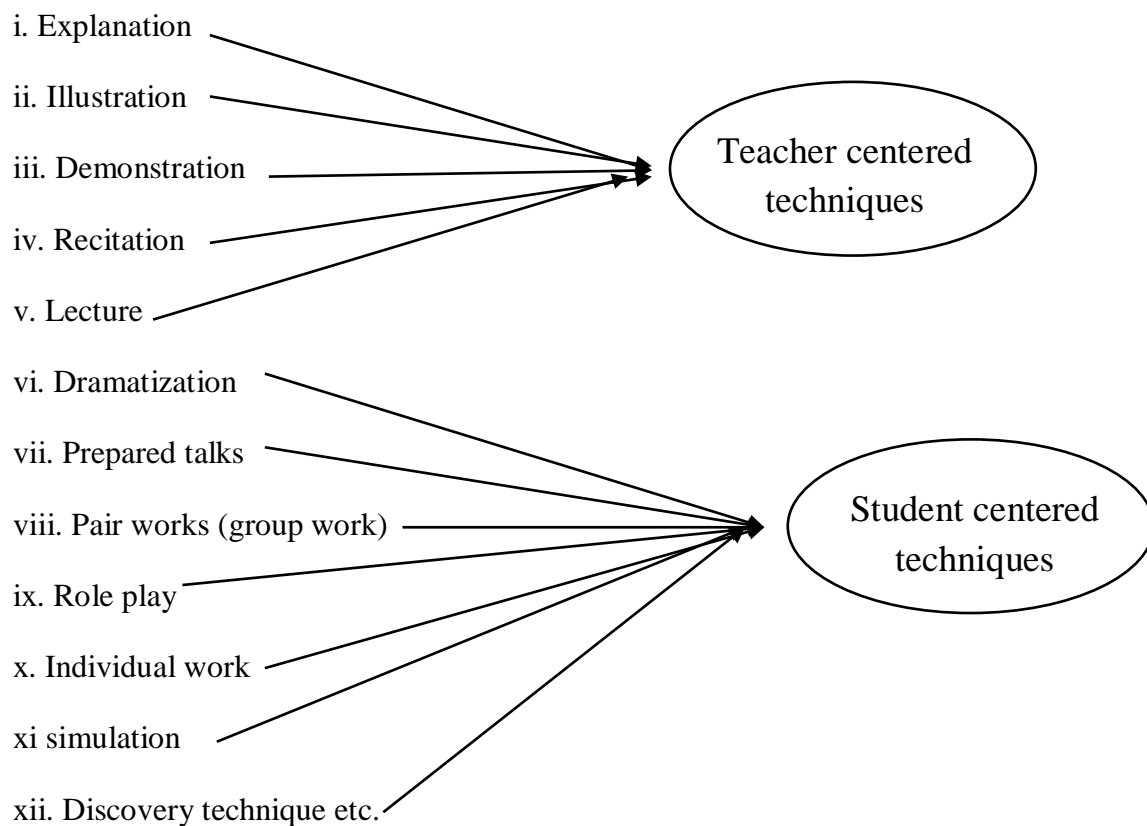 i. Explanation
ii. Illustration
iii. Demonstration
iv. Recitation
v. Lecture
Teacher centered
techniques
vi. Dramatization
vii. Prepared talks
viii. Pair works (group work)
ix. Role play
x. Individual work
xi simulation
xii. Discovery technique etc.
Student centered
techniques